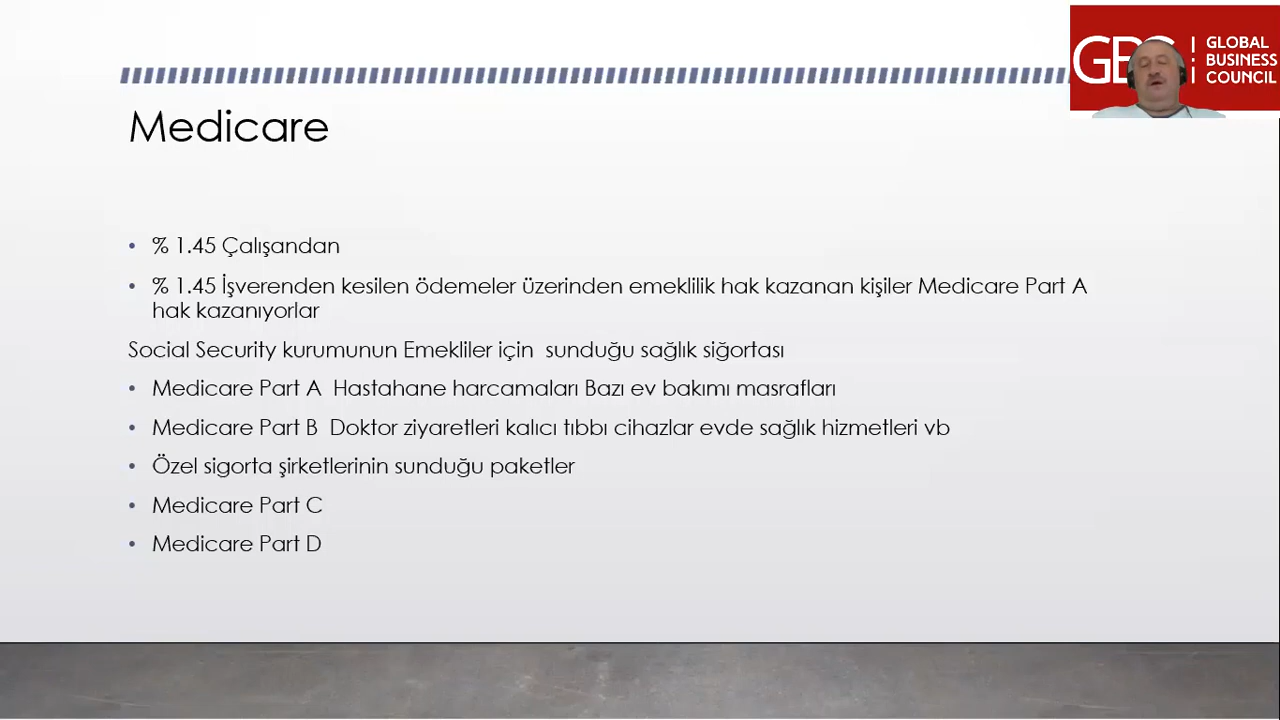 Medicare
• % 1.45 Çalışandan
• % 1.45 İşverenden kesilen ödemeler üzerinden emeklilik hak kazanan kişiler Medicare Part A
hak kazanıyorlar
Social Security kurumunun Emekliler için sunduğu sağlık siğortası
• Medicare Part A Hastahane harcamaları Bazı ev bakımı masrafları
• Medicare Part B Doktor ziyaretleri kalıcı tıbbı cihazlar evde sağlık hizmetleri vb
• Özel sigorta şirketlerinin sunduğu paketler
• Medicare Part C
• Medicare Part D
GLOBAL
BUSINESS
COUNCIL